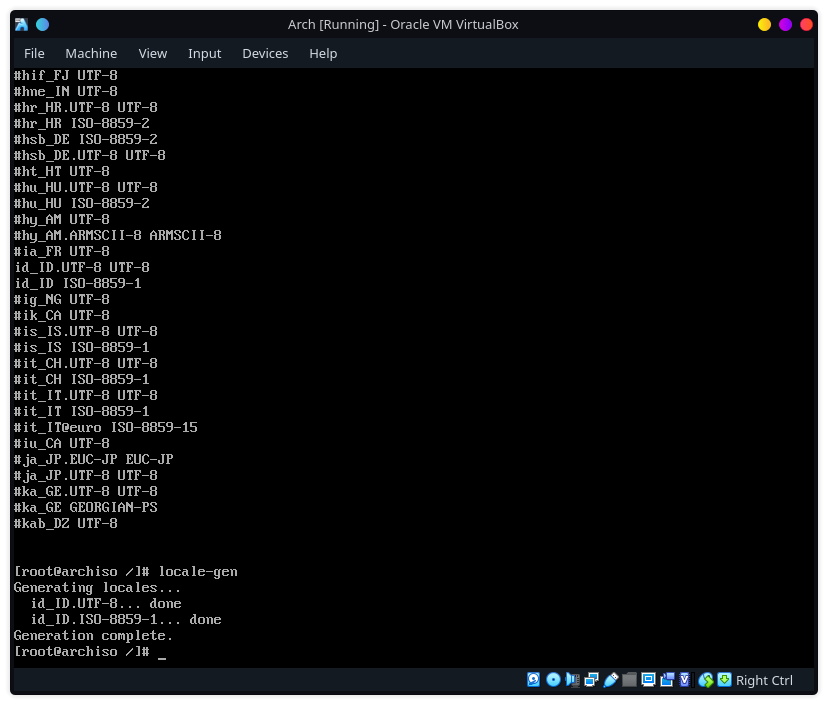 Arch [Running] - Oracle VM VirtualBox
File Machine View Input Devices Help
#hif_FJ UTF-8
#hne_IN UTF-8
#hr_HR.UTF-8 UTF-8
#hr_HR ISO-8859-2
#hsb_DE ISO-8859-2
#hsb_DE.UTF-8 UTF-8
#ht_HT UTF-8
#hu_HU.UTF-8 UTF-8
#hu_HU ISO-8859-2
#hy_AM UTF-8
#hy_AM.ARMSCII-8 ARMSCII-8
#ia_FR UTF-8
id_ID.UTF-8 UTF-8
id_ID ISO-8859-1
#ig_NG UTF-8
#ik_CA UTF-8
#is_IS.UTF-8 UTF-8
#is_IS ISO-8859-1
#it_CH.UTF-8 UTF-8
#it_CH ISO-8859-1
#it_IT.UTF-8 UTF-8
#it_IT ISO-8859-1
#it_IT@euro ISO-8859-15
#iu_CA UTF-8
#ja_JP.EUC-JP EUC-JP
#ja_JP.UTF-8 UTF-8
#ka_GE.UTF-8 UTF-8
#ka_GE GEORGIAN-PS
#kab_DZ UTF-8
[root@archiso /]# locale-gen
Generating locales...
  id_ID.UTF-8... done
  id_ID.ISO-8859-1... done
Generation complete.
[root@archiso /]# _
Right Ctrl